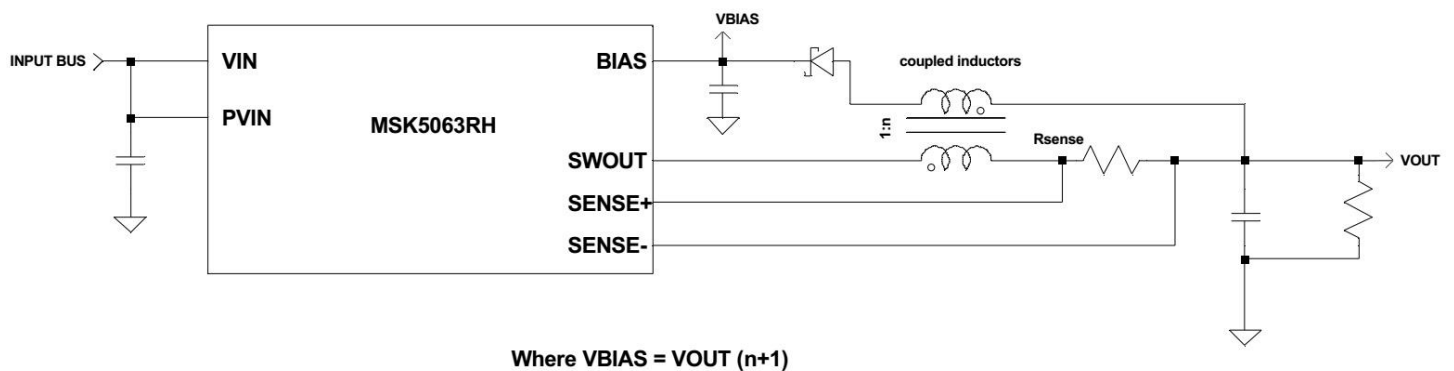 VBIAS
INPUT BUS
VIN
BIAS
coupled inductors
PVIN
MSK5063RH
1:n
Rsense
SWOUT
VOUT
SENSE+
SENSE-
Where VBIAS = VOUT (n+1)